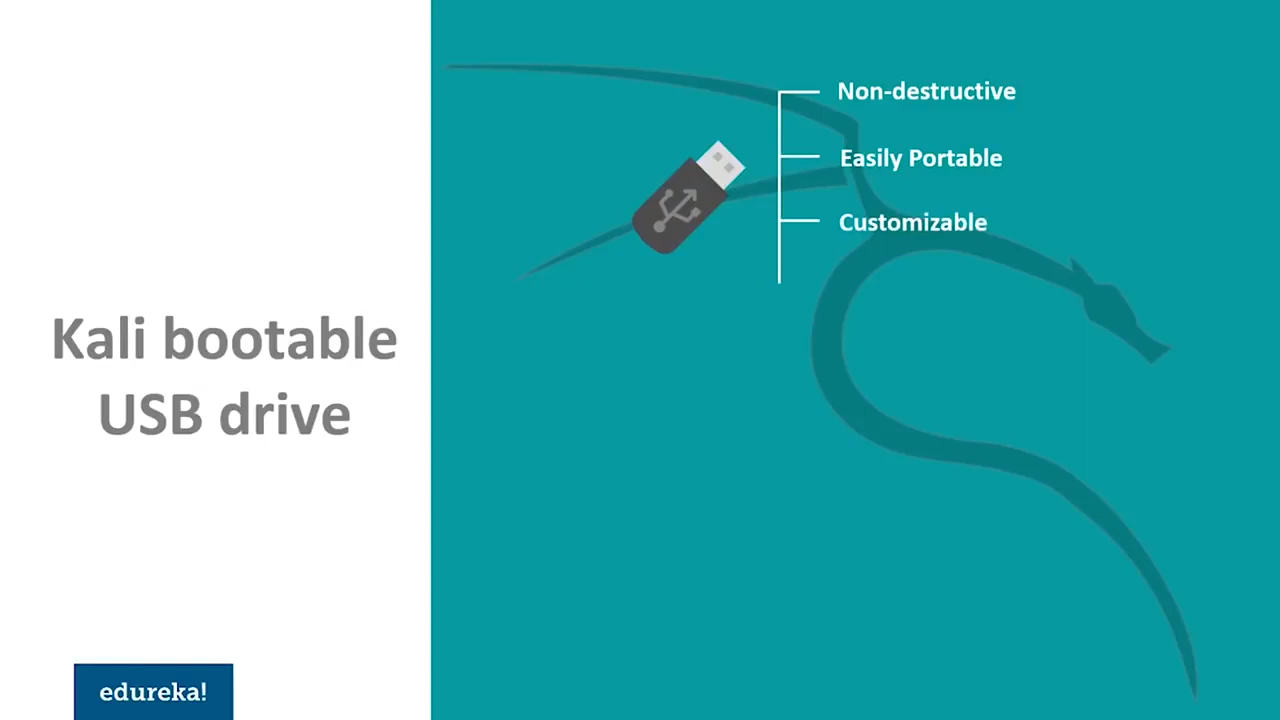 Kali bootable
USB drive
Non-destructive
Easily Portable
Customizable
edureka!